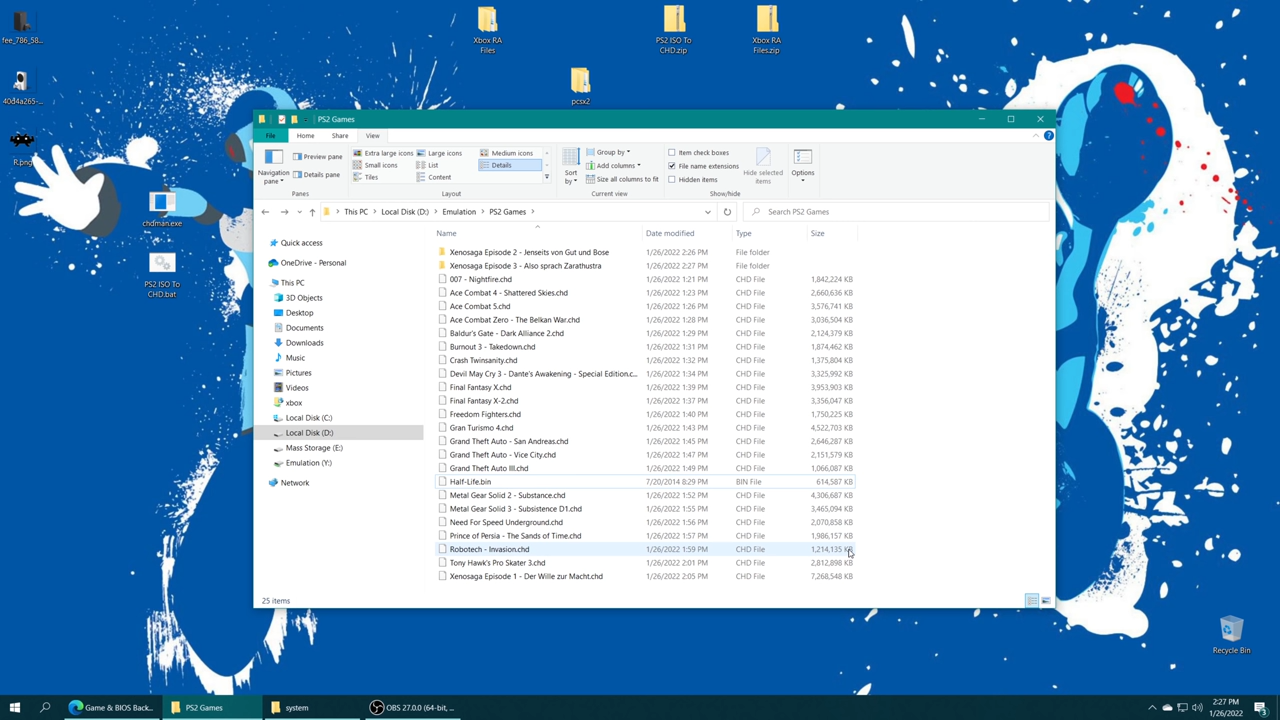 fee_786_58...
Xbox RA
Files
PS2 ISO To
CHD.zip
Xbox RA
Files.zip
40d4a265-...
pcsx2
R.png
chdman.exe
PS2 ISO To
CHD.bat
PS2 Games
File Home Share View
Navigation
pane
Preview pane
Details pane
Panes
Extra large icons Large icons Medium icons
Small icons List Details
Tiles Content
Layout
Sort
by
Group by
Add columns
Size all columns to fit
Current view
Item check boxes
File name extensions
Hidden items
Hide selected
items
Show/hide
Options
This PC Local Disk (D:) Emulation PS2 Games
Search PS2 Games
Quick access
OneDrive - Personal
This PC
3D Objects
Desktop
Documents
Downloads
Music
Pictures
Videos
xbox
Local Disk (C:)
Local Disk (D:)
Mass Storage (E:)
Emulation (Y:)
Network
Name Date modified Type Size
Xenosaga Episode 2 - Jenseits von Gut und Bose 1/26/2022 2:26 PM File folder
Xenosaga Episode 3 - Also sprach Zarathustra 1/26/2022 2:27 PM File folder
007 - Nightfire.chd 1/26/2022 1:21 PM CHD File 1,842,224 KB
Ace Combat 4 - Shattered Skies.chd 1/26/2022 1:23 PM CHD File 2,660,636 KB
Ace Combat 5.chd 1/26/2022 1:26 PM CHD File 3,576,741 KB
Ace Combat Zero - The Belkan War.chd 1/26/2022 1:28 PM CHD File 3,036,504 KB
Baldur's Gate - Dark Alliance 2.chd 1/26/2022 1:29 PM CHD File 2,124,379 KB
Burnout 3 - Takedown.chd 1/26/2022 1:31 PM CHD File 1,874,462 KB
Crash Twinsanity.chd 1/26/2022 1:32 PM CHD File 1,375,804 KB
Devil May Cry 3 - Dante's Awakening - Special Edition.c... 1/26/2022 1:34 PM CHD File 3,325,992 KB
Final Fantasy X.chd 1/26/2022 1:39 PM CHD File 3,953,903 KB
Final Fantasy X-2.chd 1/26/2022 1:37 PM CHD File 3,356,047 KB
Freedom Fighters.chd 1/26/2022 1:40 PM CHD File 1,750,225 KB
Gran Turismo 4.chd 1/26/2022 1:43 PM CHD File 4,522,703 KB
Grand Theft Auto - San Andreas.chd 1/26/2022 1:45 PM CHD File 2,646,287 KB
Grand Theft Auto - Vice City.chd 1/26/2022 1:47 PM CHD File 2,151,579 KB
Grand Theft Auto III.chd 1/26/2022 1:49 PM CHD File 1,066,087 KB
Half-Life.bin 7/20/2014 8:29 PM BIN File 614,587 KB
Metal Gear Solid 2 - Substance.chd 1/26/2022 1:52 PM CHD File 4,306,687 KB
Metal Gear Solid 3 - Subsistence D1.chd 1/26/2022 1:55 PM CHD File 3,465,094 KB
Need For Speed Underground.chd 1/26/2022 1:56 PM CHD File 2,070,858 KB
Prince of Persia - The Sands of Time.chd 1/26/2022 1:57 PM CHD File 1,986,157 KB
Robotech - Invasion.chd 1/26/2022 1:59 PM CHD File 1,214,135 KB
Tony Hawk's Pro Skater 3.chd 1/26/2022 2:01 PM CHD File 2,812,898 KB
Xenosaga Episode 1 - Der Wille zur Macht.chd 1/26/2022 2:05 PM CHD File 7,268,548 KB
25 items
Recycle Bin
Game & BIOS Back... PS2 Games system OBS 27.0.0 (64-bit, ...
2:27 PM
1/26/2022
3